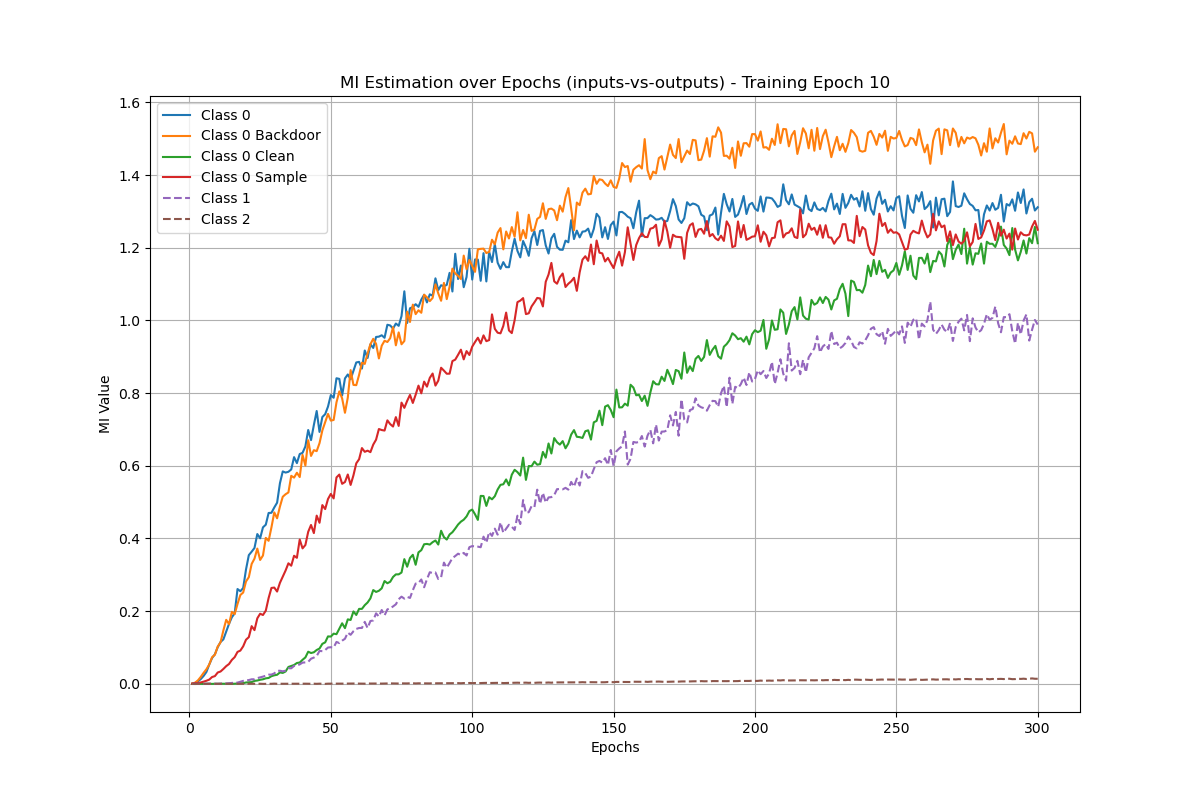 MI Estimation over Epochs (inputs-vs-outputs) - Training Epoch 10
Class 0
Class 0 Backdoor
Class 0 Clean
Class 0 Sample
Class 1
Class 2
MI Value
1.6
1.4
1.2
1.0
0.8
0.6
0.4
0.2
0.0
0
50
100
150
200
250
300
Epochs